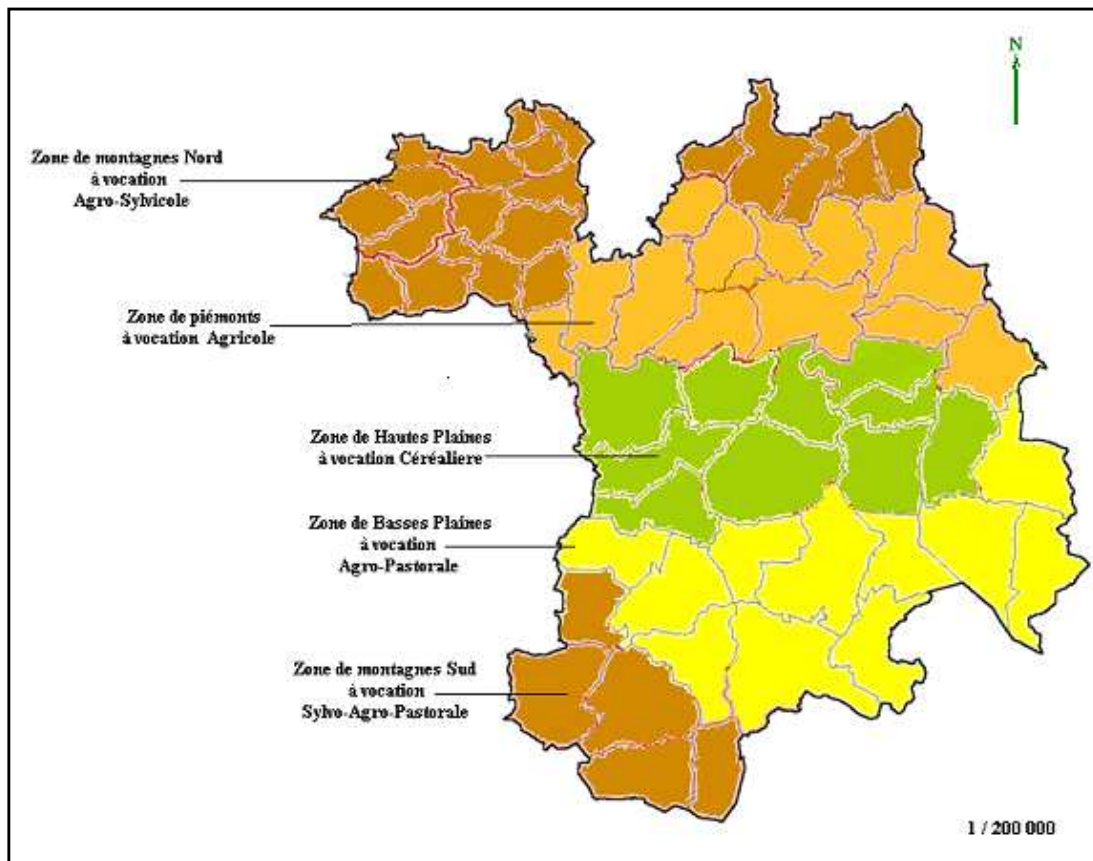 N
Zone de montagnes Nord
à vocation
Agro-Sylvicole
Zone de piémonts
à vocation Agricole
Zone de Hautes Plaines
à vocation Céréaliere
Zone de Basses Plaines
à vocation
Agro-Pastorale
Zone de montagnes Sud
à vocation
Sylvo-Agro-Pastorale
1 / 200 000